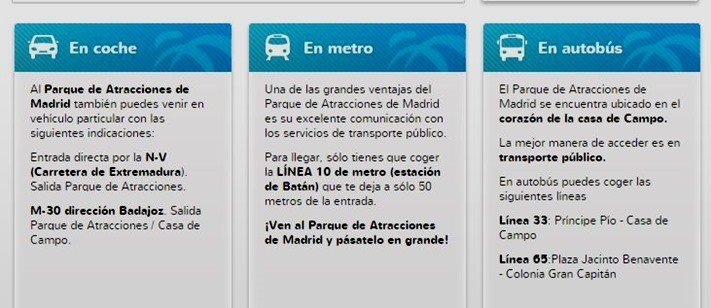 En coche
Al Parque de Atracciones de
Madrid también puedes venir en
vehículo particular con las
siguientes indicaciones:
Entrada directa por la N-V
(Carretera de Extremadura).
Salida Parque de Atracciones.
M-30 dirección Badajoz. Salida
Parque de Atracciones / Casa de
Campo.
En metro
Una de las grandes ventajas del
Parque de Atracciones de Madrid
es su excelente comunicación con
los servicios de transporte público.
Para llegar, sólo tienes que coger
la LÍNEA 10 de metro (estación
de Batán) que te deja a sólo 50
metros de la entrada.
¡Ven al Parque de Atracciones
de Madrid y pásatelo en grande!
En autobús
El Parque de Atracciones de
Madrid se encuentra ubicado en el
corazón de la casa de Campo.
La mejor manera de acceder es en
transporte público.
En autobús puedes coger las
siguientes líneas
Línea 33: Príncipe Pío - Casa de
Campo
Línea 65:Plaza Jacinto Benavente
- Colonia Gran Capitán